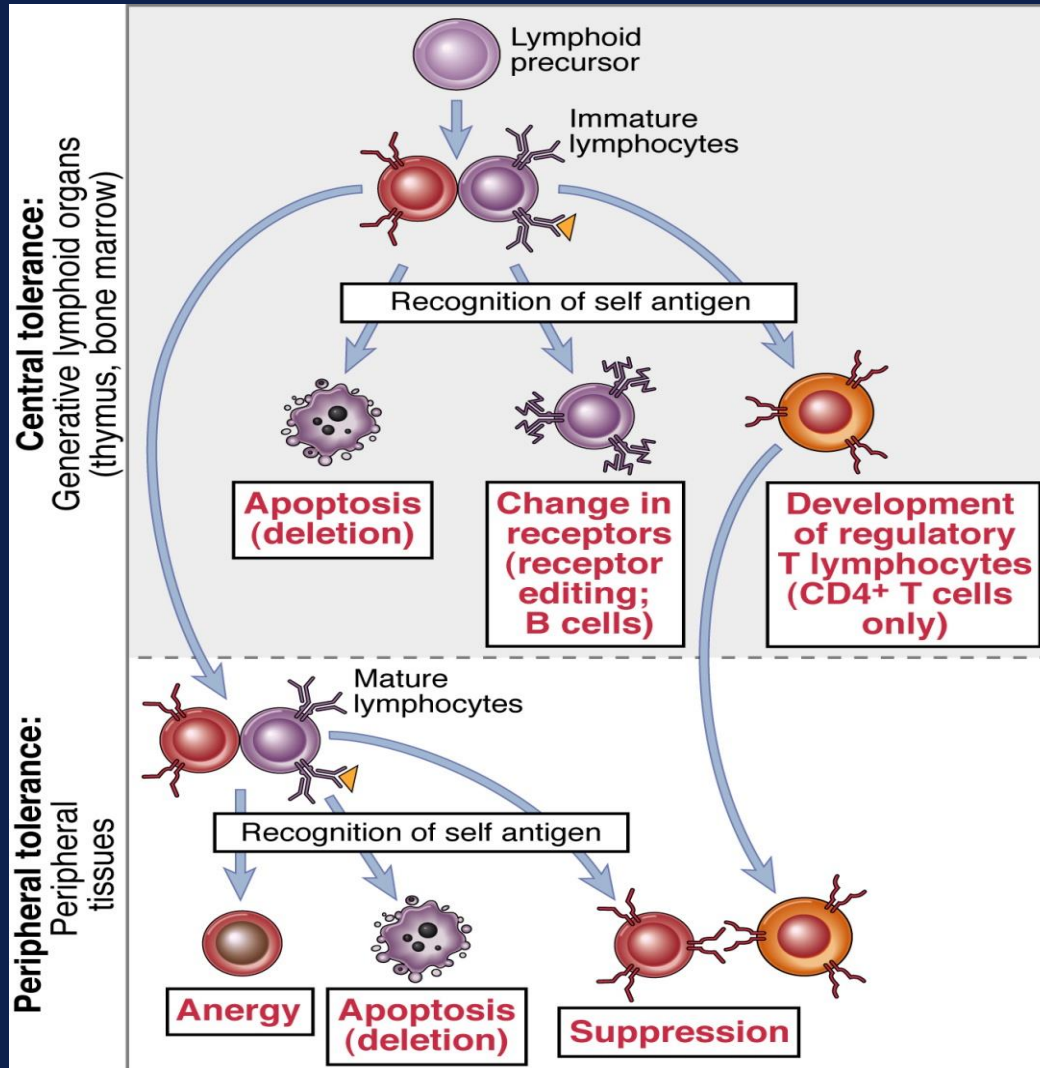 Lymphoid
precursor
Immature
lymphocytes
Central tolerance:
Generative lymphoid organs
(thymus, bone marrow)
Recognition of self antigen
Apoptosis
(deletion)
Change in
receptors
(receptor
editing;
B cells)
Development
of regulatory
T lymphocytes
(CD4+ T cells
only)
Peripheral tolerance:
Peripheral
tissues
Mature
lymphocytes
Recognition of self antigen
Anergy
Apoptosis
(deletion)
Suppression